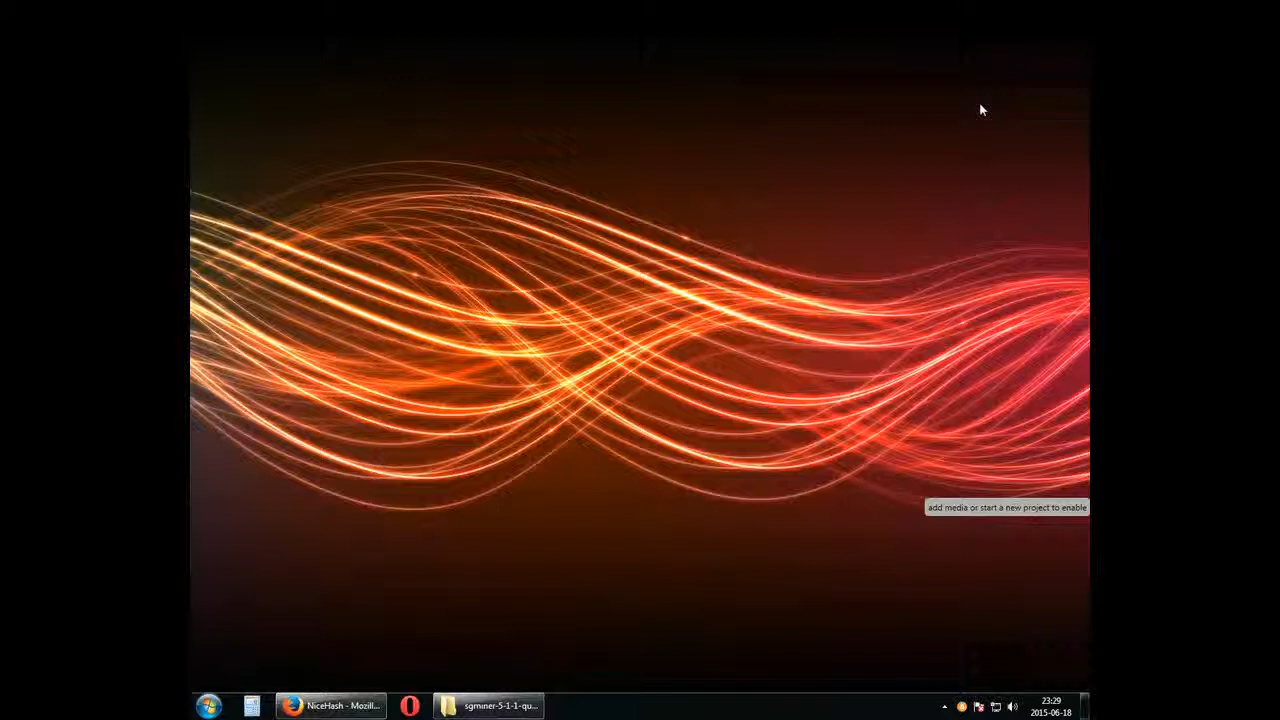 add media or start a new project to enable
NiceHash - Mozill...
sgminer-5-1-1-qu...
23:29
2015-06-18